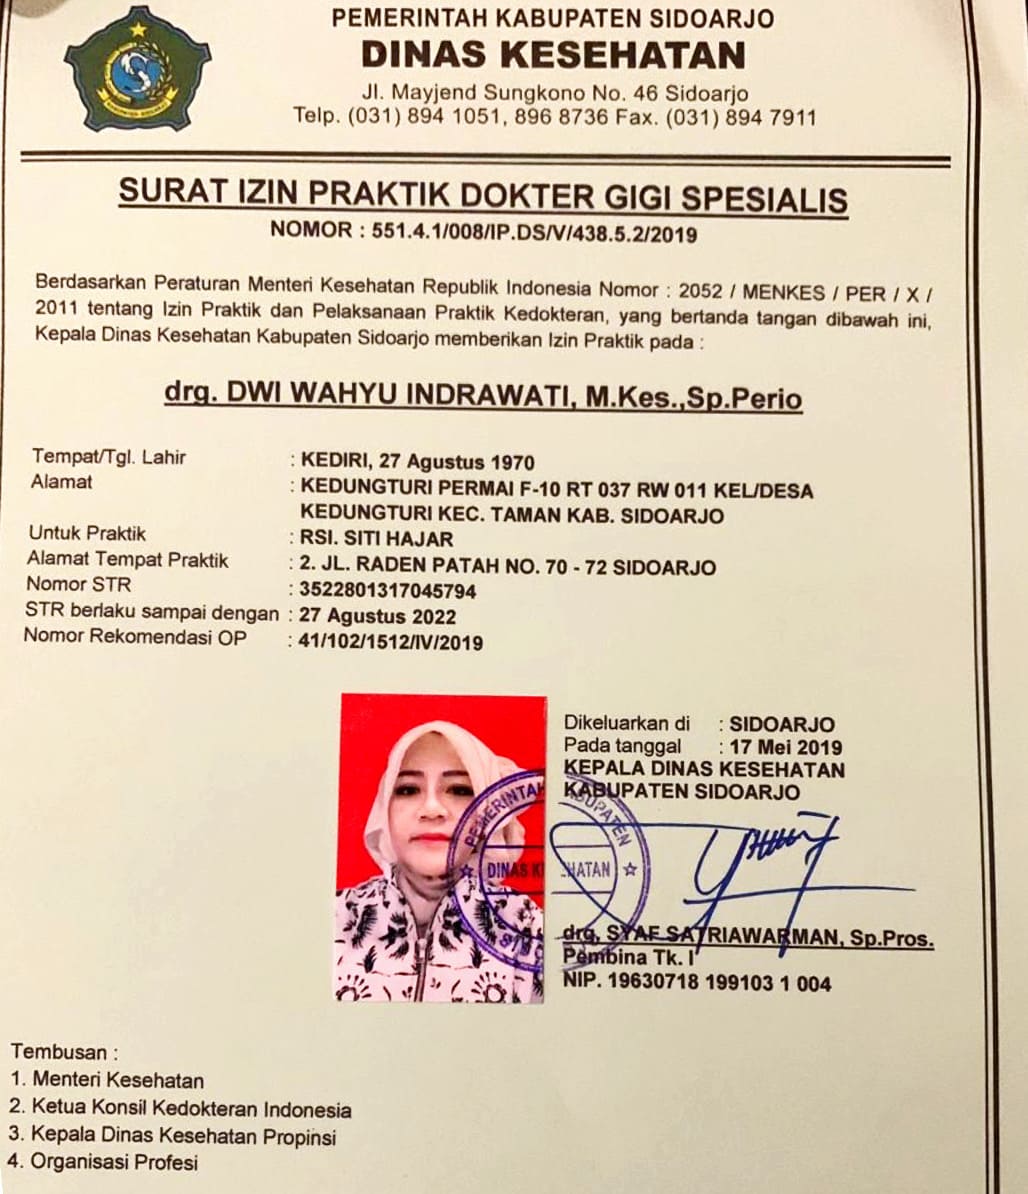 PEMERINTAH KABUPATEN SIDOARJO
DINAS KESEHATAN
Jl. Mayjend Sungkono No. 46 Sidoarjo
Telp. (031) 894 1051, 896 8736 Fax. (031) 894 7911
SURAT IZIN PRAKTIK DOKTER GIGI SPESIALIS
NOMOR : 551.4.1/008/IP.DS/V/438.5.2/2019
Berdasarkan Peraturan Menteri Kesehatan Republik Indonesia Nomor : 2052 / MENKES / PER / X /
2011 tentang Izin Praktik dan Pelaksanaan Praktik Kedokteran, yang bertanda tangan dibawah ini,
Kepala Dinas Kesehatan Kabupaten Sidoarjo memberikan Izin Praktik pada :
drg. DWI WAHYU INDRAWATI, M.Kes.,Sp.Perio
Tempat/Tgl. Lahir : KEDIRI, 27 Agustus 1970
Alamat : KEDUNGTURI PERMAI F-10 RT 037 RW 011 KEL/DESA
KEDUNGTURI KEC. TAMAN KAB. SIDOARJO
Untuk Praktik : RSI. SITI HAJAR
Alamat Tempat Praktik : 2. JL. RADEN PATAH NO. 70 - 72 SIDOARJO
Nomor STR : 3522801317045794
STR berlaku sampai dengan : 27 Agustus 2022
Nomor Rekomendasi OP : 41/102/1512/IV/2019
Dikeluarkan di : SIDOARJO
Pada tanggal : 17 Mei 2019
KEPALA DINAS KESEHATAN
KABUPATEN SIDOARJO
PEMERINTAH KABUPATEN
DINAS K
EHATAN
drg. SYAF SATRIAWARMAN, Sp.Pros.
Pembina Tk. I
NIP. 19630718 199103 1 004
Tembusan :
1. Menteri Kesehatan
2. Ketua Konsil Kedokteran Indonesia
3. Kepala Dinas Kesehatan Propinsi
4. Organisasi Profesi